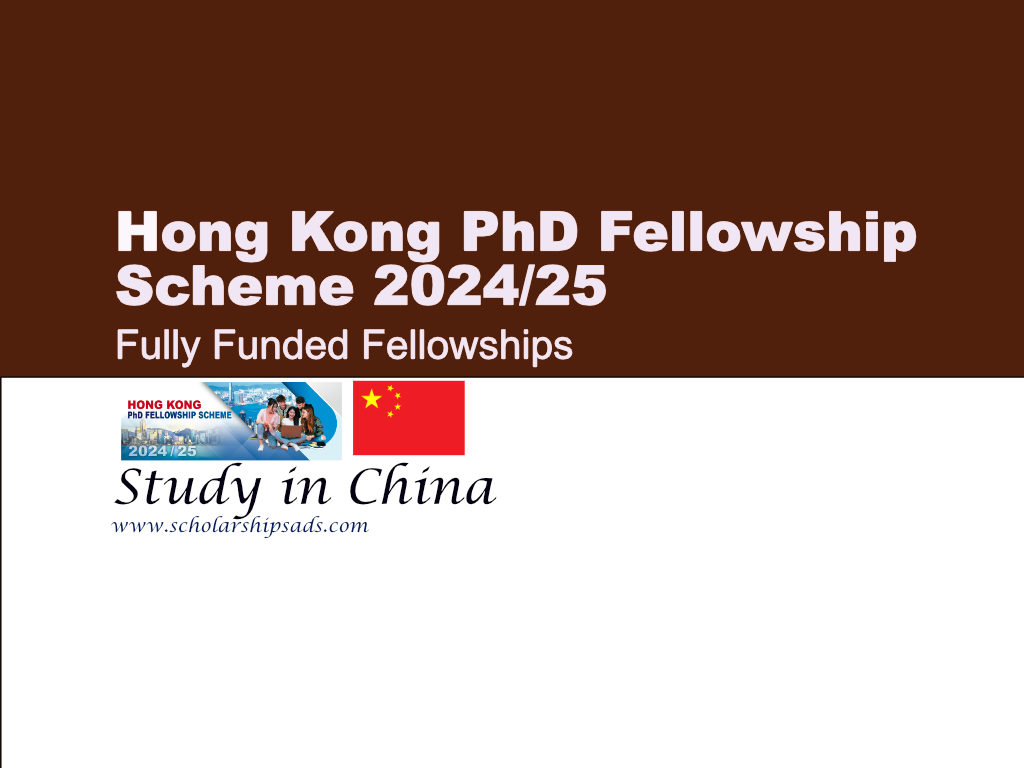 Hong Kong PhD Fellowship
Scheme 2024/25
Fully Funded Fellowships
HONG KONG
PhD FELLOWSHIP SCHEME
2024/25
Study in China
www.scholarshipsads.com